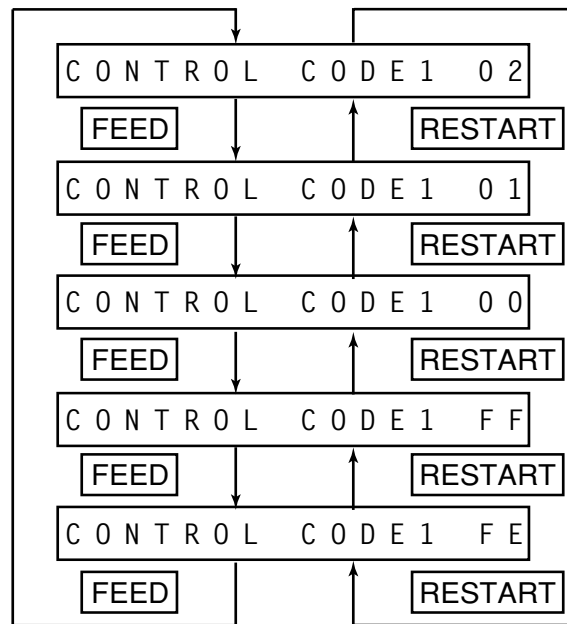 CONTROL CODE1 02
FEED RESTART
CONTROL CODE1 01
FEED RESTART
CONTROL CODE1 00
FEED RESTART
CONTROL CODE1 FF
FEED RESTART
CONTROL CODE1 FE
FEED RESTART